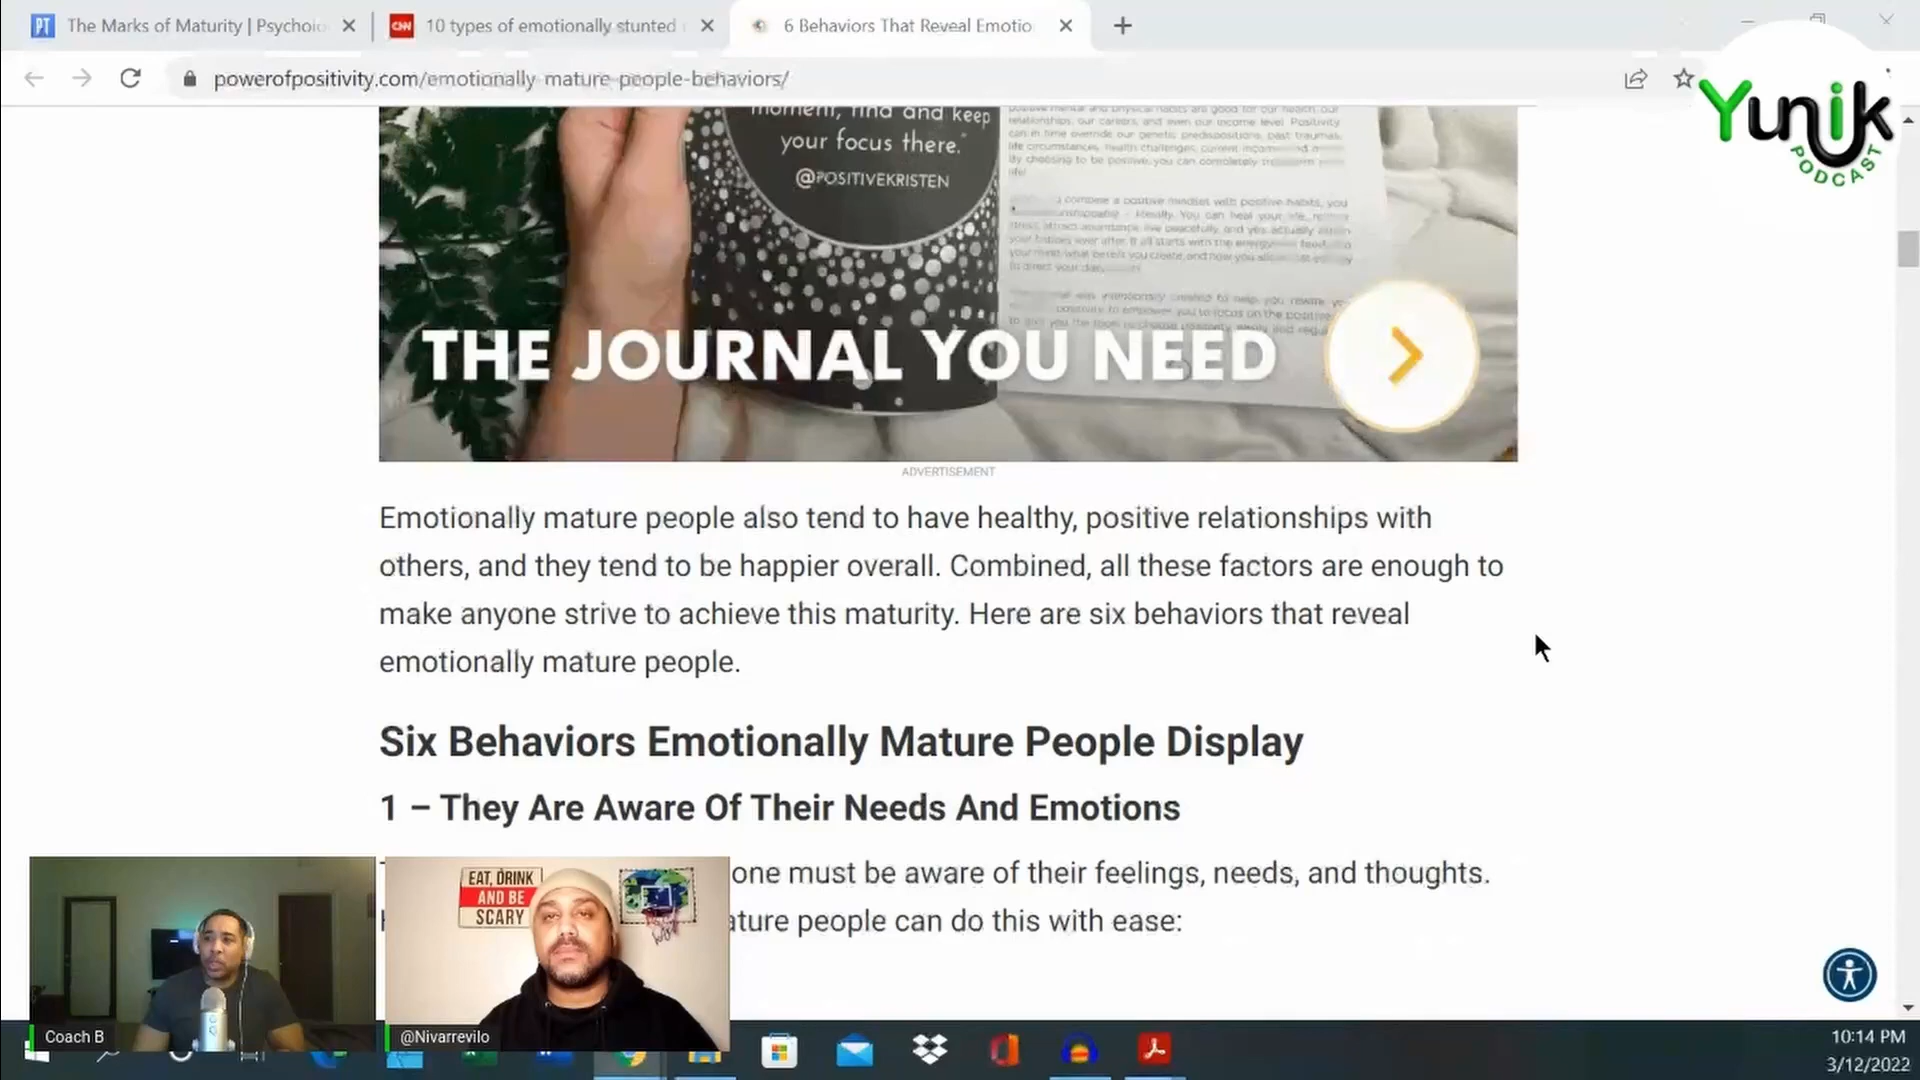 The Marks of Maturity | Psycholo
10 types of emotionally stunted
6 Behaviors That Reveal Emotio
powerofpositivity.com/emotionally-mature-people-behaviors/
Yunik
PODCAST
moment, find and keep
your focus there."
@POSITIVEKRISTEN
THE JOURNAL YOU NEED
ADVERTISEMENT
Emotionally mature people also tend to have healthy, positive relationships with
others, and they tend to be happier overall. Combined, all these factors are enough to
make anyone strive to achieve this maturity. Here are six behaviors that reveal
emotionally mature people.
Six Behaviors Emotionally Mature People Display
1 – They Are Aware Of Their Needs And Emotions
one must be aware of their feelings, needs, and thoughts.
ature people can do this with ease:
EAT, DRINK
AND BE
SCARY
Coach B
@Nivarrevilo
10:14 PM
3/12/2022